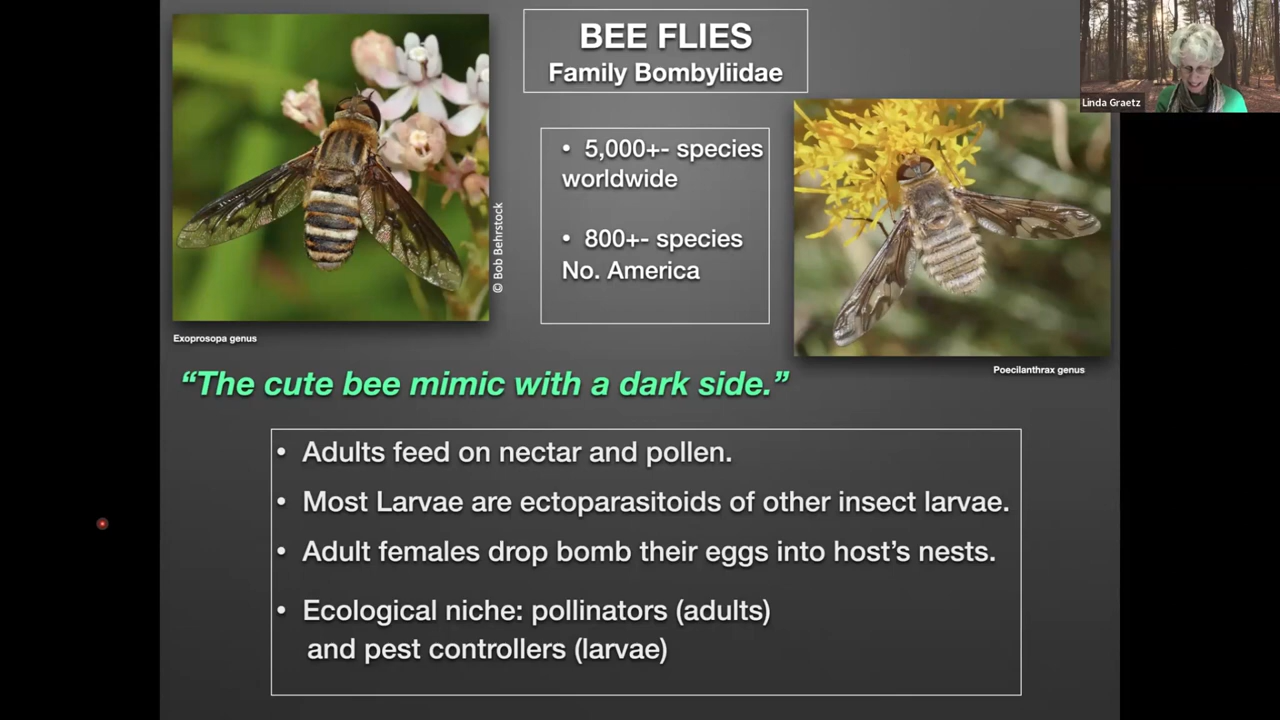 BEE FLIES
Family Bombyliidae
Linda Graetz
• 5,000+- species
worldwide
• 800+- species
No. America
© Bob Behrstock
Exoprosopa genus
Poecilanthrax genus
“The cute bee mimic with a dark side.”
• Adults feed on nectar and pollen.
• Most Larvae are ectoparasitoids of other insect larvae.
• Adult females drop bomb their eggs into host’s nests.
• Ecological niche: pollinators (adults)
and pest controllers (larvae)